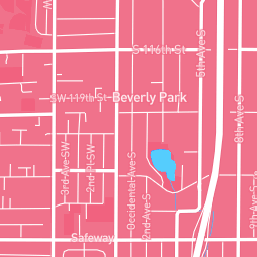 S 116th St
5th Ave S
8th Ave S
SW 119th St
Beverly Park
3rd Ave SW
2nd Pl SW
Occidental Ave S
2nd Ave S
Safeway